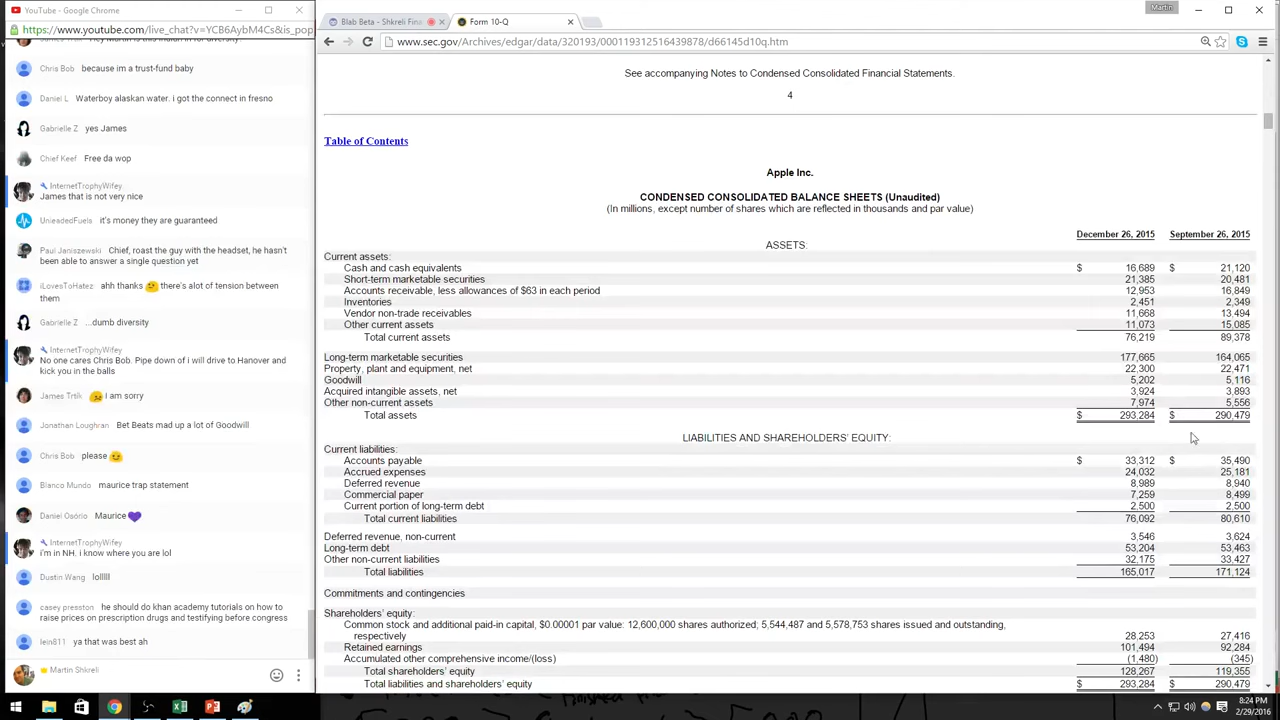 YouTube - Google Chrome
https://www.youtube.com/live_chat?v=YCB6AybM4Cs&is_pop
Chris Bob because im a trust-fund baby
Daniel L Waterboy alaskan water. i got the connect in fresno
Gabrielle Z yes James
Chief Keef Free da wop
InternetTrophyWifey
James that is not very nice
UnleadedFuels it's money they are guaranteed
Paul Janiszewski Chief, roast the guy with the headset, he hasn't
been able to answer a single question yet
iLovesToHatez ahh thanks there's alot of tension between
them
Gabrielle Z ...dumb diversity
InternetTrophyWifey
No one cares Chris Bob. Pipe down of i will drive to Hanover and
kick you in the balls
James Trtik I am sorry
Jonathan Loughran Bet Beats mad up a lot of Goodwill
Chris Bob please
Blanco Mundo maurice trap statement
Daniel Osório Maurice
InternetTrophyWifey
i'm in NH. i know where you are lol
Dustin Wang lolllll
casey presston he should do khan academy tutorials on how to
raise prices on prescription drugs and testifying before congress
lein811 ya that was best ah
Martin Shkreli
Blab Beta - Shkreli Fina
Form 10-Q
Martin
www.sec.gov/Archives/edgar/data/320193/000119312516439878/d66145d10q.htm
See accompanying Notes to Condensed Consolidated Financial Statements.
4
Table of Contents
Apple Inc.
CONDENSED CONSOLIDATED BALANCE SHEETS (Unaudited)
(In millions, except number of shares which are reflected in thousands and par value)
December 26, 2015 September 26, 2015
ASSETS:
Current assets:
Cash and cash equivalents $ 16,689 $ 21,120
Short-term marketable securities 21,385 20,481
Accounts receivable, less allowances of $63 in each period 12,953 16,849
Inventories 2,451 2,349
Vendor non-trade receivables 11,668 13,494
Other current assets 11,073 15,085
Total current assets 76,219 89,378
Long-term marketable securities 177,665 164,065
Property, plant and equipment, net 22,300 22,471
Goodwill 5,202 5,116
Acquired intangible assets, net 3,924 3,893
Other non-current assets 7,974 5,556
Total assets $ 293,284 $ 290,479
LIABILITIES AND SHAREHOLDERS' EQUITY:
Current liabilities:
Accounts payable $ 33,312 $ 35,490
Accrued expenses 24,032 25,181
Deferred revenue 8,989 8,940
Commercial paper 7,259 8,499
Current portion of long-term debt 2,500 2,500
Total current liabilities 76,092 80,610
Deferred revenue, non-current 3,546 3,624
Long-term debt 53,204 53,463
Other non-current liabilities 32,175 33,427
Total liabilities 165,017 171,124
Commitments and contingencies
Shareholders' equity:
Common stock and additional paid-in capital, $0.00001 par value: 12,600,000 shares authorized; 5,544,487 and 5,578,753 shares issued and outstanding,
respectively 28,253 27,416
Retained earnings 101,494 92,284
Accumulated other comprehensive income/(loss) (1,480) (345)
Total shareholders' equity 128,267 119,355
Total liabilities and shareholders' equity $ 293,284 $ 290,479
8:24 PM
2/29/2016